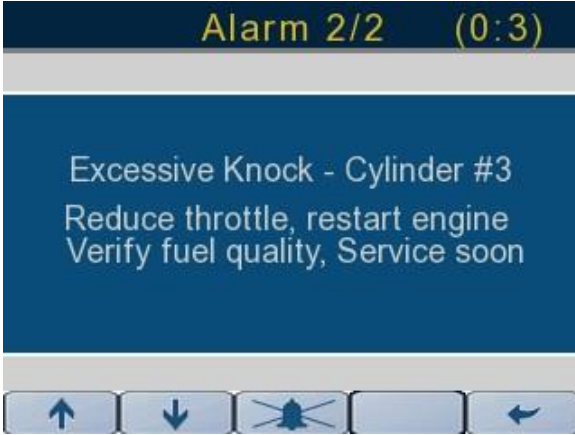 Alarm 2/2 (0:3)
Excessive Knock - Cylinder #3
Reduce throttle, restart engine
Verify fuel quality, Service soon